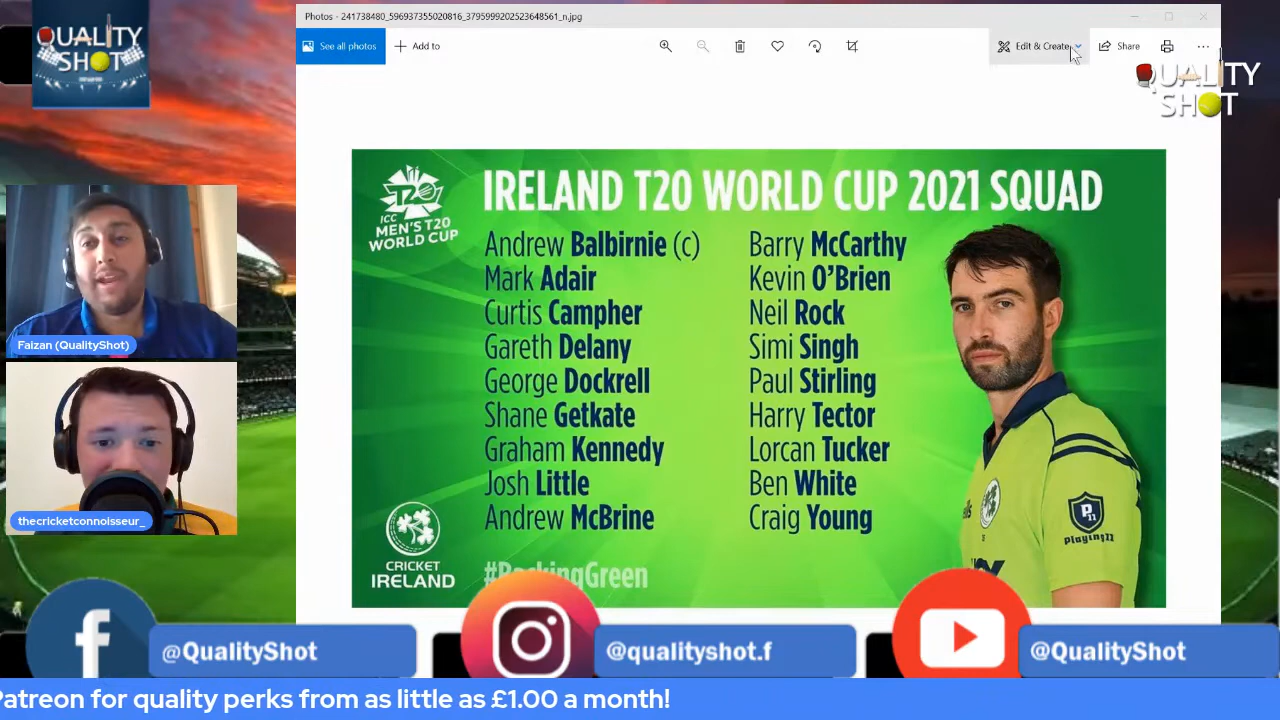 QUALITY
SHOT
Photos - 241738480_596937355020816_3795999202523648561_n.jpg
See all photos
Add to
Edit & Create
Share
QUALITY
SHOT
T20
ICC
MEN'S T20
WORLD CUP
IRELAND T20 WORLD CUP 2021 SQUAD
Andrew Balbirnie (c)
Mark Adair
Curtis Campher
Gareth Delany
George Dockrell
Shane Getkate
Graham Kennedy
Josh Little
Andrew McBrine
Barry McCarthy
Kevin O'Brien
Neil Rock
Simi Singh
Paul Stirling
Harry Tector
Lorcan Tucker
Ben White
Craig Young
P11
playing11
CRICKET
IRELAND
#BackingGreen
Faizan (QualityShot)
thecricketconnoisseur_
@QualityShot
@qualityshot.f
@QualityShot
Patreon for quality perks from as little as £1.00 a month!